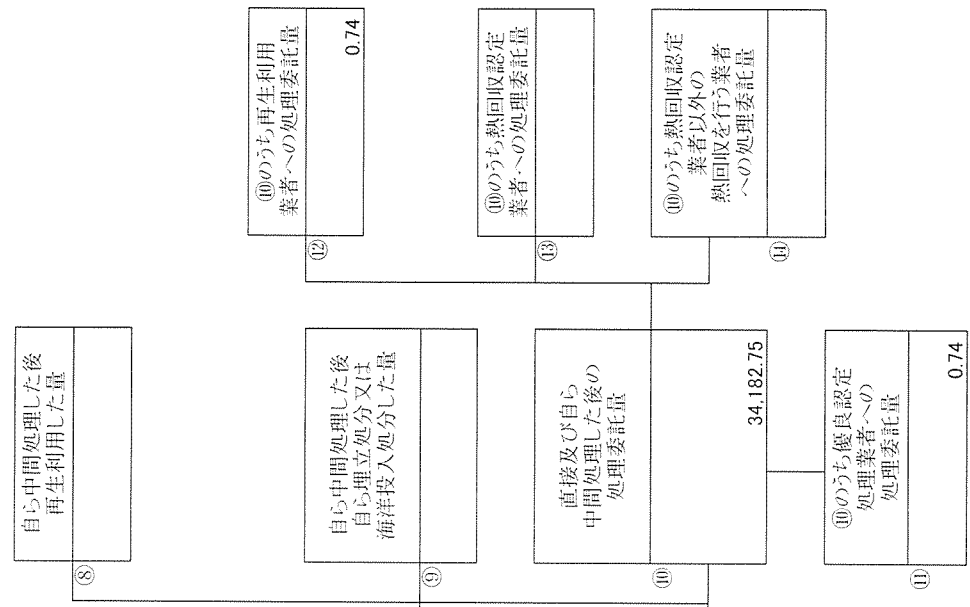 ⑧
自ら中間処理した後
再生利用した量
⑨
自ら中間処理した後
自ら埋立処分又は
海洋投入処分した量
⑩
直接及び自ら
中間処理した後の
処理委託量
34,182.75
⑪
⑩のうち優良認定
処理業者への
処理委託量
0.74
⑫
⑩のうち再生利用
業者への処理委託量
0.74
⑬
⑩のうち熱回収認定
業者への処理委託量
⑭
⑩のうち熱回収認定
業者以外の
熱回収を行う業者
への処理委託量